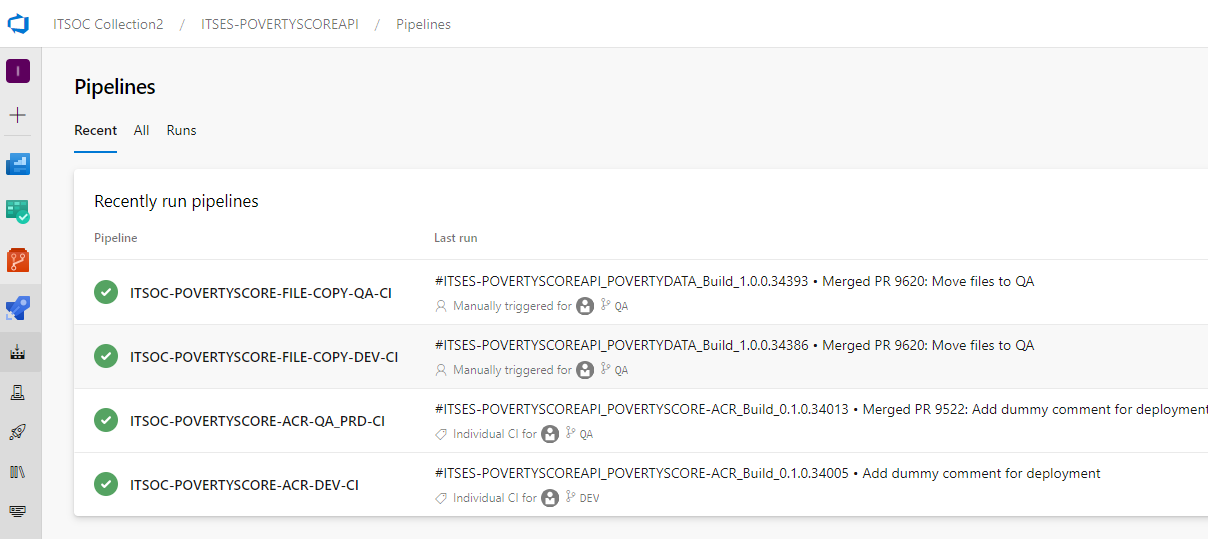 ITSOC Collection2 / ITSES-POVERTYSCOREAPI / Pipelines
I
Pipelines
Recent All Runs
Recently run pipelines
Pipeline Last run
ITSOC-POVERTYSCORE-FILE-COPY-QA-CI
#ITSES-POVERTYSCOREAPI_POVERTYDATA_Build_1.0.0.34393 • Merged PR 9620: Move files to QA
Manually triggered for QA
ITSOC-POVERTYSCORE-FILE-COPY-DEV-CI
#ITSES-POVERTYSCOREAPI_POVERTYDATA_Build_1.0.0.34386 • Merged PR 9620: Move files to QA
Manually triggered for QA
ITSOC-POVERTYSCORE-ACR-QA_PRD-CI
#ITSES-POVERTYSCOREAPI_POVERTYSCORE-ACR_Build_0.1.0.34013 • Merged PR 9522: Add dummy comment for deployment
Individual CI for QA
ITSOC-POVERTYSCORE-ACR-DEV-CI
#ITSES-POVERTYSCOREAPI_POVERTYSCORE-ACR_Build_0.1.0.34005 • Add dummy comment for deployment
Individual CI for DEV